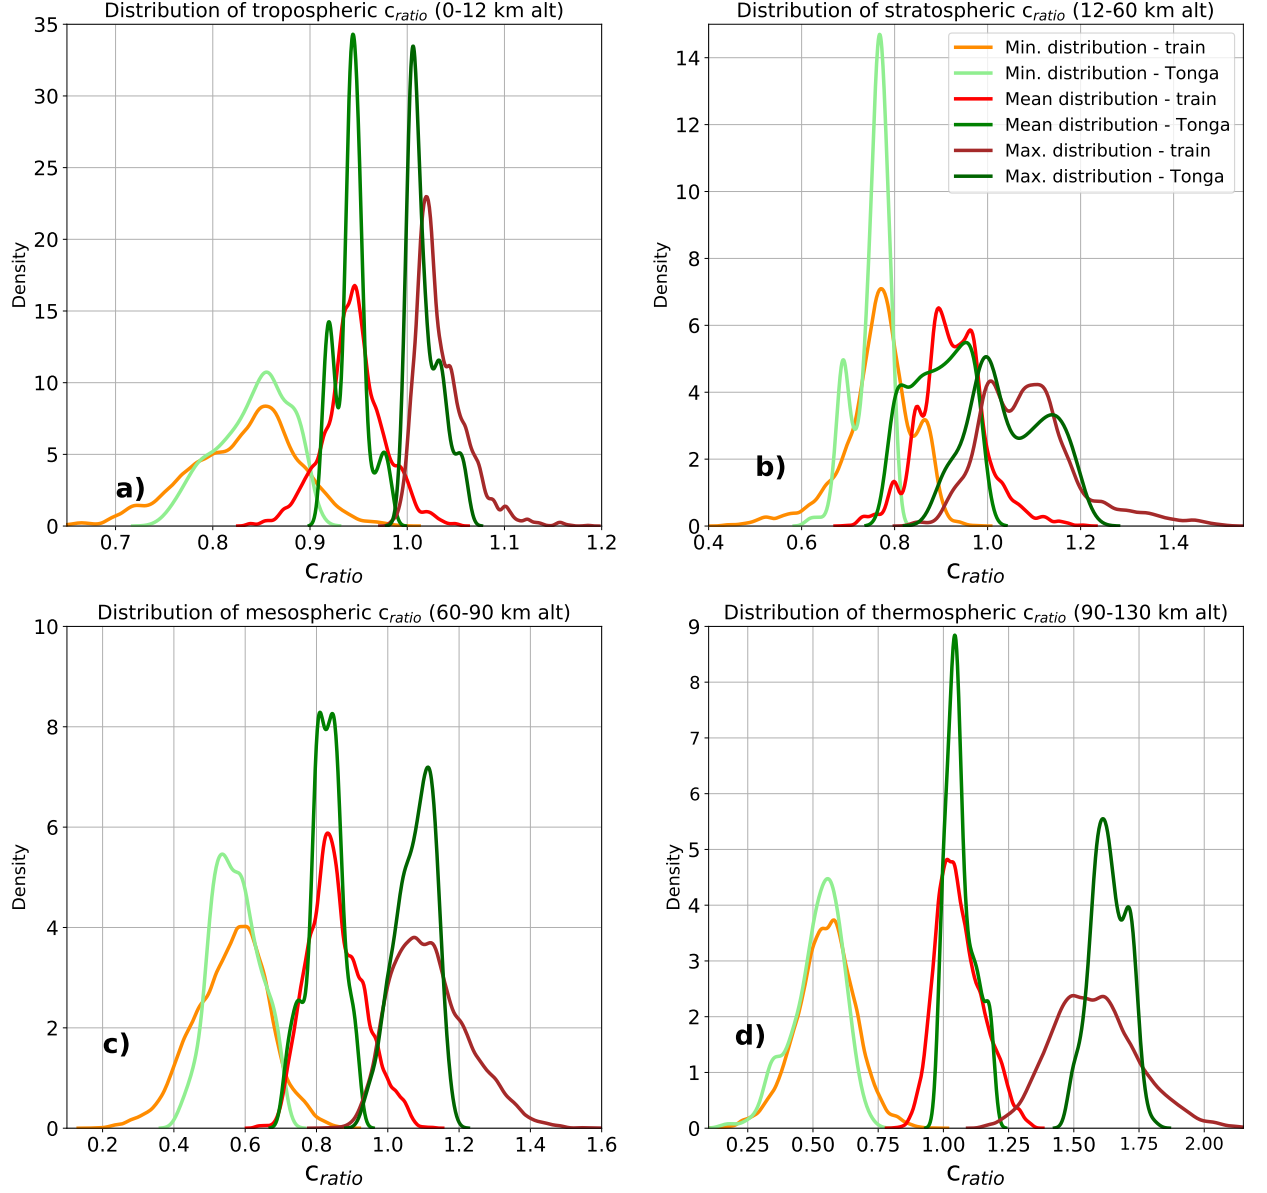 Distribution of tropospheric c_ratio (0-12 km alt)
Density
35
30
25
20
15
10
5
0
a)
0.7 0.8 0.9 1.0 1.1 1.2
c_ratio
Distribution of stratospheric c_ratio (12-60 km alt)
Density
14
12
10
8
6
4
2
0
Min. distribution - train
Min. distribution - Tonga
Mean distribution - train
Mean distribution - Tonga
Max. distribution - train
Max. distribution - Tonga
b)
0.4 0.6 0.8 1.0 1.2 1.4
c_ratio
Distribution of mesospheric c_ratio (60-90 km alt)
Density
10
8
6
4
2
0
c)
0.2 0.4 0.6 0.8 1.0 1.2 1.4 1.6
c_ratio
Distribution of thermospheric c_ratio (90-130 km alt)
Density
9
8
7
6
5
4
3
2
1
0
d)
0.25 0.50 0.75 1.00 1.25 1.50 1.75 2.00
c_ratio